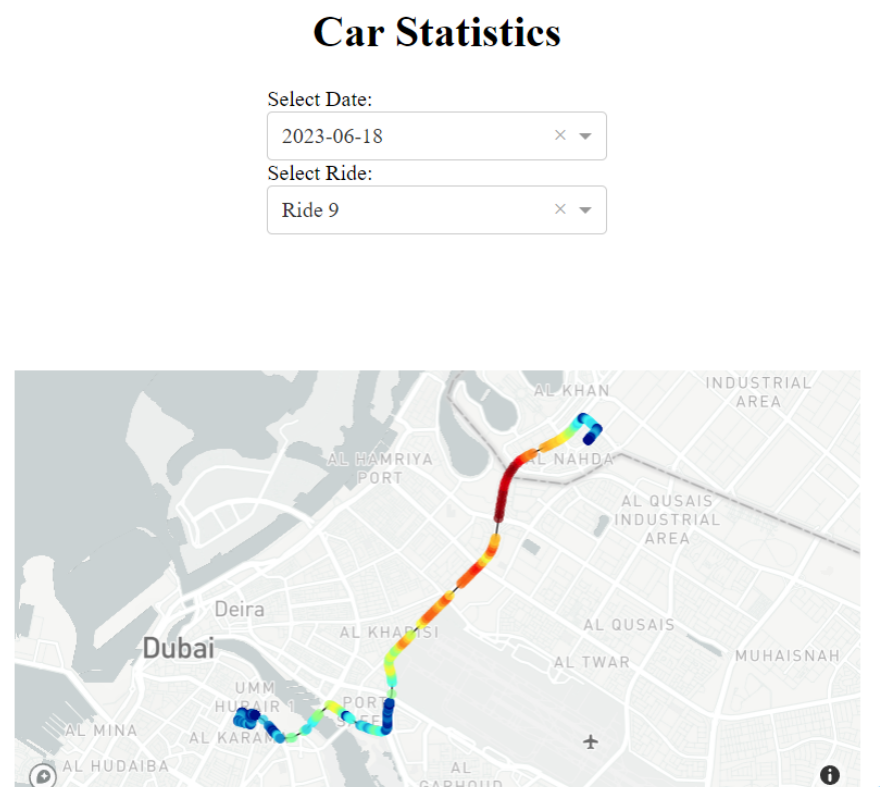 Car Statistics
Select Date:
2023-06-18
Select Ride:
Ride 9
AL KHAN
INDUSTRIAL
AREA
AL HAMRIYA
PORT
AL NAHDA
AL QUSAIS
INDUSTRIAL
AREA
Deira
AL KHABISI
AL QUSAIS
Dubai
AL TWAR
MUHAISNAH
UMM
HURAIR 1
PORT
AL MINA
AL KARAMA
AL HUDAIBA
AL
GARHOUD